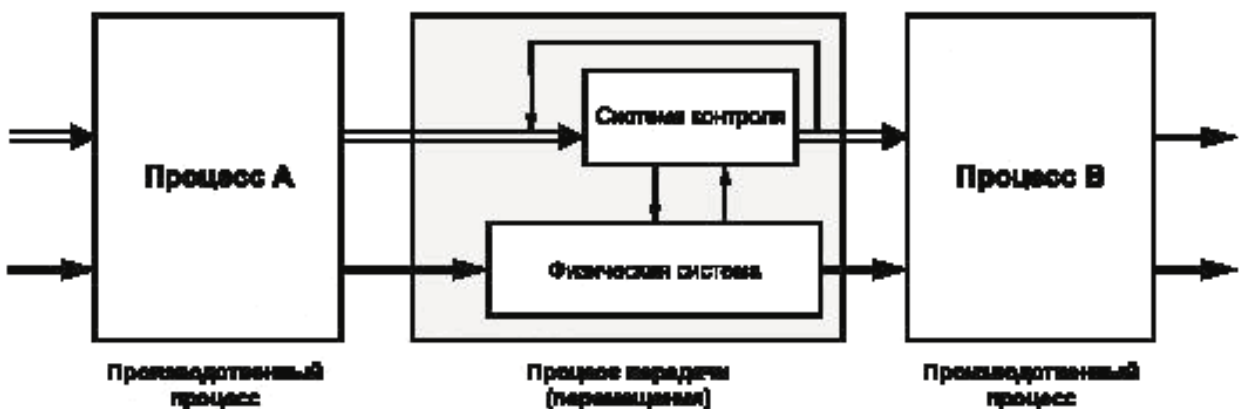 Система контроля
Процесс А
Процесс В
Физическая система
Производственный
процесс
Процесс передачи
(перемещения)
Производственный
процесс